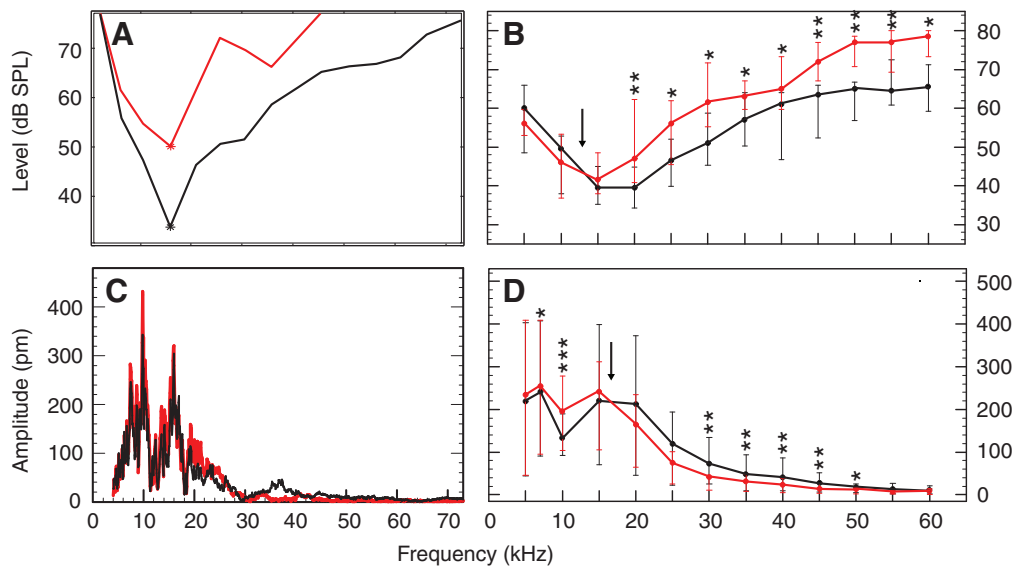 A
B
Level (dB SPL)
70
60
50
40
80
70
60
50
40
30
** * * * * ** ** ** *
C
D
Amplitude (pm)
400
300
200
100
0
500
400
300
200
100
0
* *** ** ** ** ** *
0 10 20 30 40 50 60 70
0 10 20 30 40 50 60
Frequency (kHz)